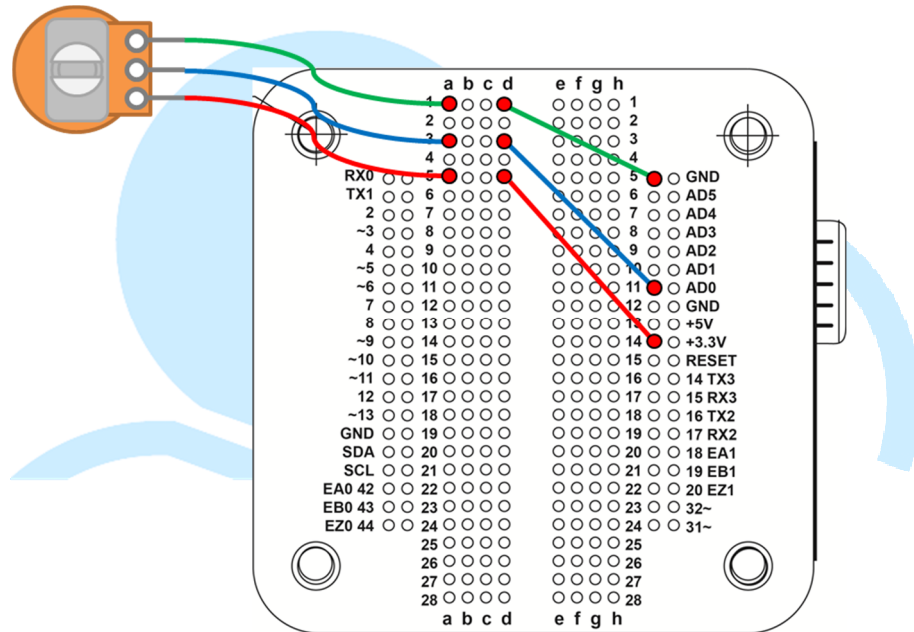 a b c d e f g h
1 1
2 2
3 3
4 4
RX0 5 5 GND
TX1 6 6 AD5
2 7 7 AD4
~3 8 8 AD3
4 9 9 AD2
~5 10 10 AD1
~6 11 11 AD0
7 12 12 GND
8 13 13 +5V
~9 14 14 +3.3V
~10 15 15 RESET
~11 16 16 14 TX3
12 17 17 15 RX3
~13 18 18 16 TX2
GND 19 19 17 RX2
SDA 20 20 18 EA1
SCL 21 21 19 EB1
EA0 42 22 22 20 EZ1
EB0 43 23 23 32~
EZ0 44 24 24 31~
25 25
26 26
27 27
28 28
a b c d e f g h